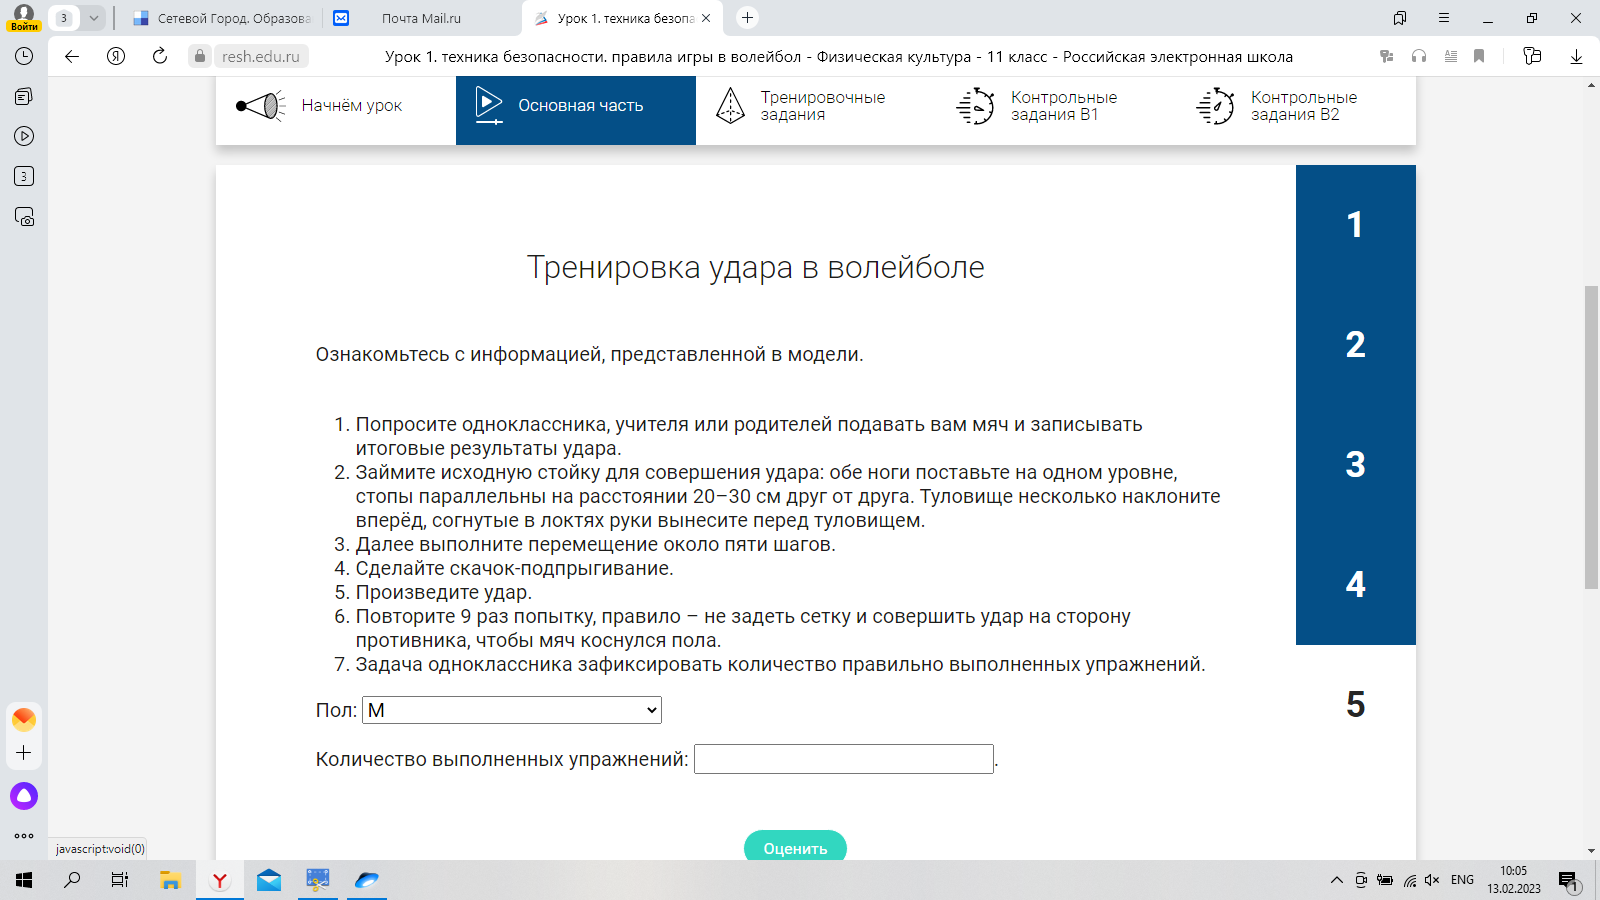 Войти
3
Сетевой Город. Образова
Почта Mail.ru
Урок 1. техника безопа
resh.edu.ru
Урок 1. техника безопасности. правила игры в волейбол - Физическая культура - 11 класс - Российская электронная школа
3
Начнём урок
Основная часть
Тренировочные
задания
Контрольные
задания В1
Контрольные
задания В2
1
2
3
4
5
Тренировка удара в волейболе
Ознакомьтесь с информацией, представленной в модели.
1. Попросите одноклассника, учителя или родителей подавать вам мяч и записывать
итоговые результаты удара.
2. Займите исходную стойку для совершения удара: обе ноги поставьте на одном уровне,
стопы параллельны на расстоянии 20–30 см друг от друга. Туловище несколько наклоните
вперёд, согнутые в локтях руки вынесите перед туловищем.
3. Далее выполните перемещение около пяти шагов.
4. Сделайте скачок-подпрыгивание.
5. Произведите удар.
6. Повторите 9 раз попытку, правило – не задеть сетку и совершить удар на сторону
противника, чтобы мяч коснулся пола.
7. Задача одноклассника зафиксировать количество правильно выполненных упражнений.
Пол: М
Количество выполненных упражнений: .
Оценить
javascript:void(0)
ENG
10:05
13.02.2023
1